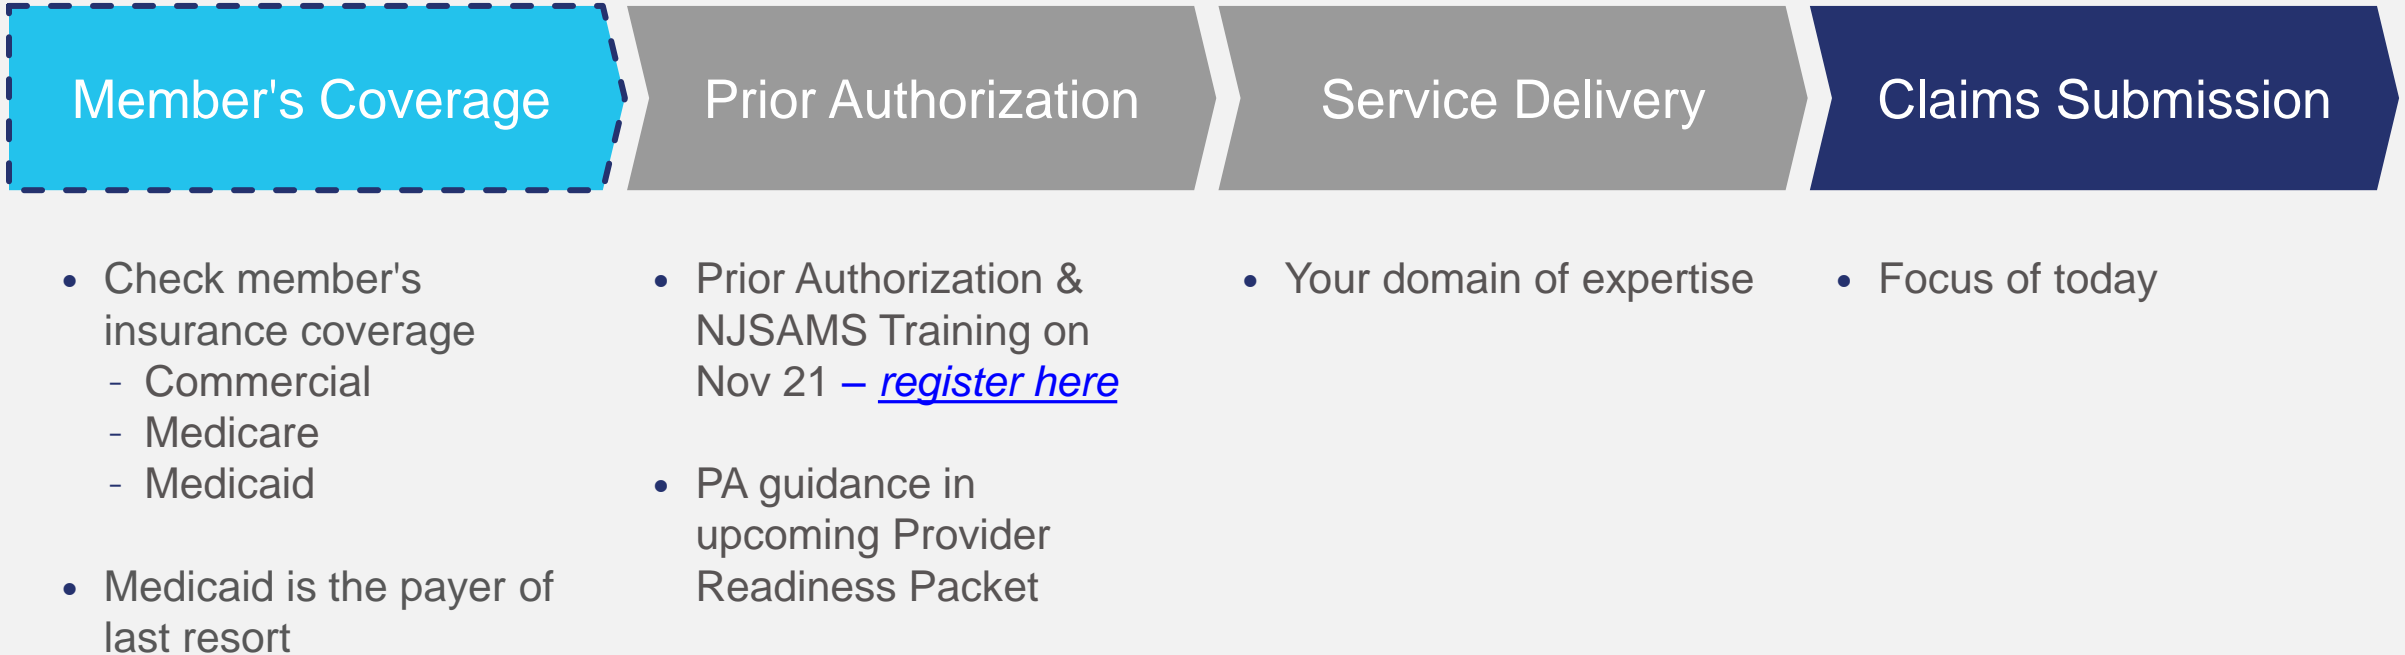 Member's Coverage
Prior Authorization
Service Delivery
Claims Submission
• Check member's
insurance coverage
- Commercial
- Medicare
- Medicaid
• Medicaid is the payer of
last resort
• Prior Authorization &
NJSAMS Training on
Nov 21 – register here
• PA guidance in
upcoming Provider
Readiness Packet
• Your domain of expertise
• Focus of today